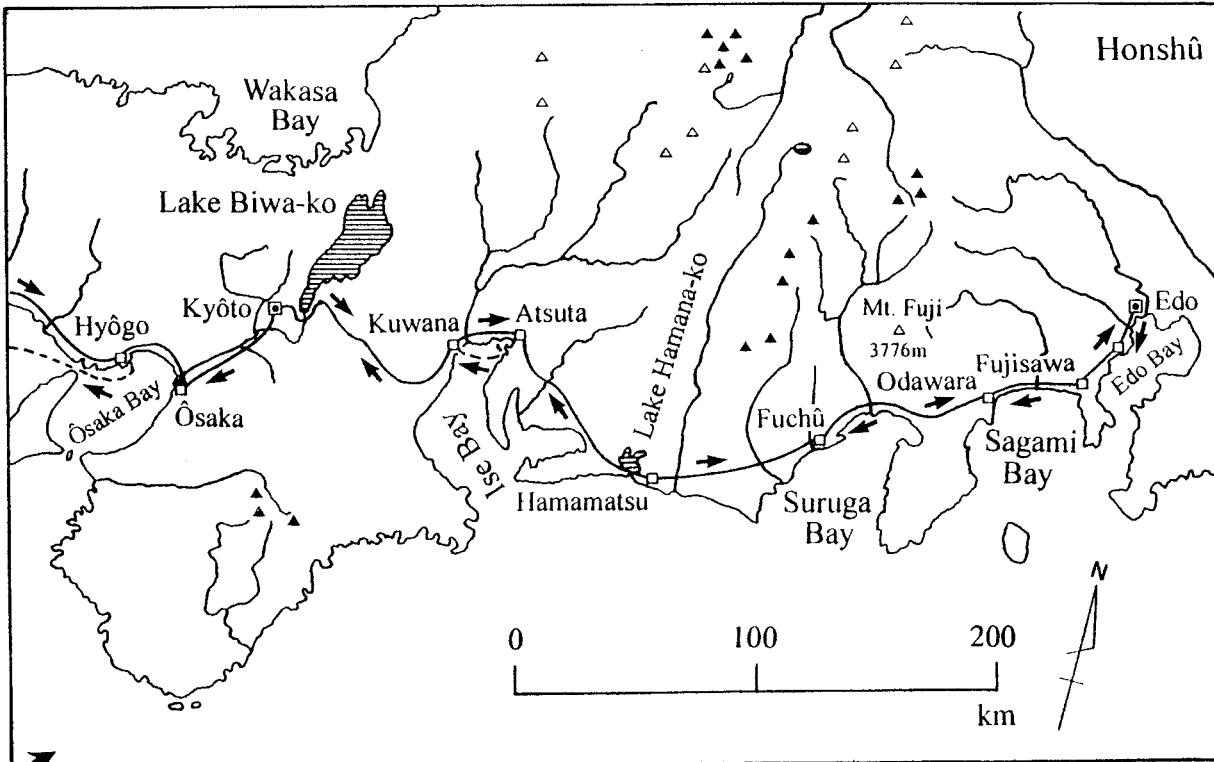 Honshû
Wakasa
Bay
Lake Biwa-ko
Kyôto
Hyôgo
Ôsaka Bay
Ôsaka
Kuwana
Atsuta
Ise Bay
Lake Hamana-ko
Hamamatsu
Mt. Fuji
3776m
Fuchû
Suruga
Bay
Odawara
Fujisawa
Sagami
Bay
Edo
Edo Bay
N
0 100 200
km